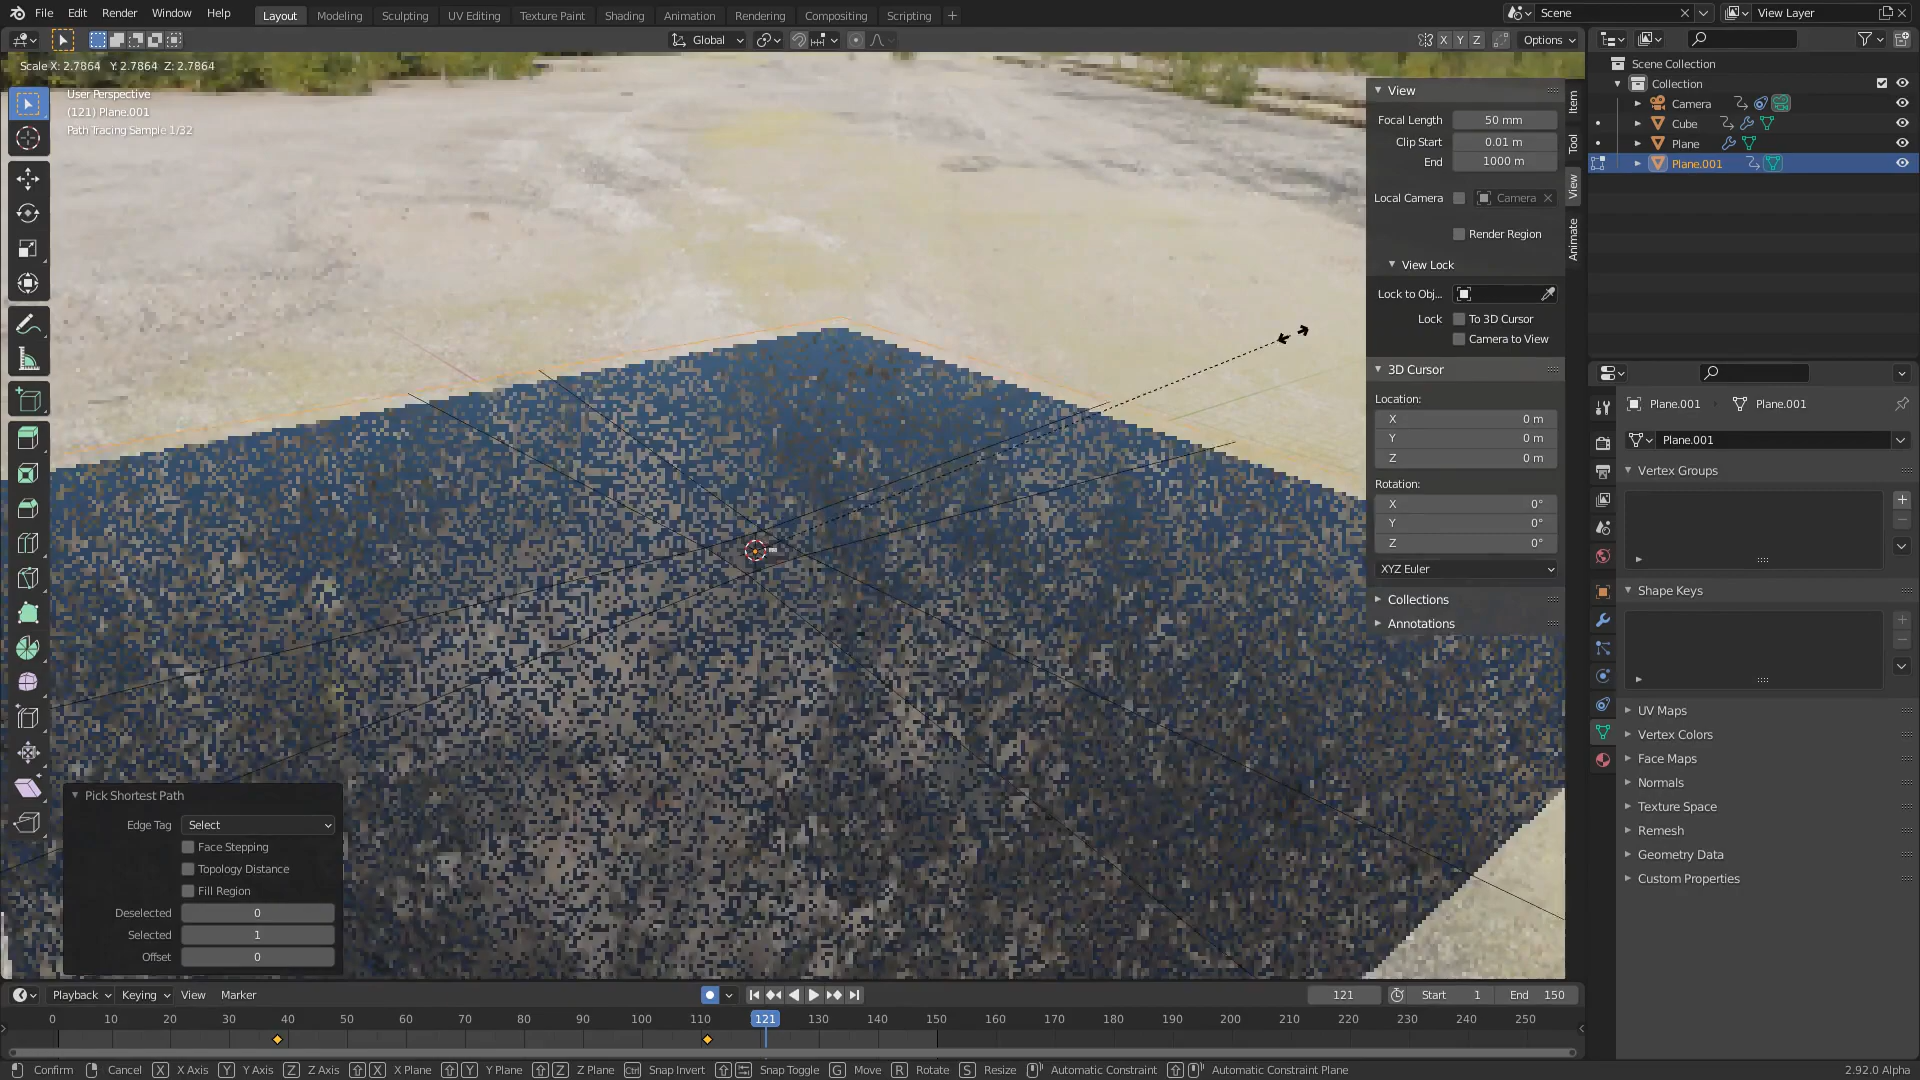 File Edit Render Window Help Layout Modeling Sculpting UV Editing Texture Paint Shading Animation Rendering Compositing Scripting + Scene View Layer
Global X Y Z Options
Scale X: 2.7864 Y: 2.7864 Z: 2.7864
User Perspective
(121) Plane.001
Path Tracing Sample 1/32
View
Focal Length 50 mm
Clip Start 0.01 m
End 1000 m
Local Camera Camera
Render Region
View Lock
Lock to Obj...
Lock To 3D Cursor
Camera to View
3D Cursor
Location:
X 0 m
Y 0 m
Z 0 m
Rotation:
X 0°
Y 0°
Z 0°
XYZ Euler
Collections
Annotations
Item
Tool
View
Animate
Scene Collection
Collection
Camera
Cube
Plane
Plane.001
Plane.001 Plane.001
Plane.001
Vertex Groups
Shape Keys
UV Maps
Vertex Colors
Face Maps
Normals
Texture Space
Remesh
Geometry Data
Custom Properties
Pick Shortest Path
Edge Tag Select
Face Stepping
Topology Distance
Fill Region
Deselected 0
Selected 1
Offset 0
Playback Keying View Marker 121 Start 1 End 150
0 10 20 30 40 50 60 70 80 90 100 110 121 130 140 150 160 170 180 190 200 210 220 230 240 250
Confirm Cancel X X Axis Y Y Axis Z Z Axis X X Plane Y Y Plane Z Z Plane Ctrl Snap Invert Snap Toggle G Move R Rotate S Resize Automatic Constraint Automatic Constraint Plane 2.92.0 Alpha